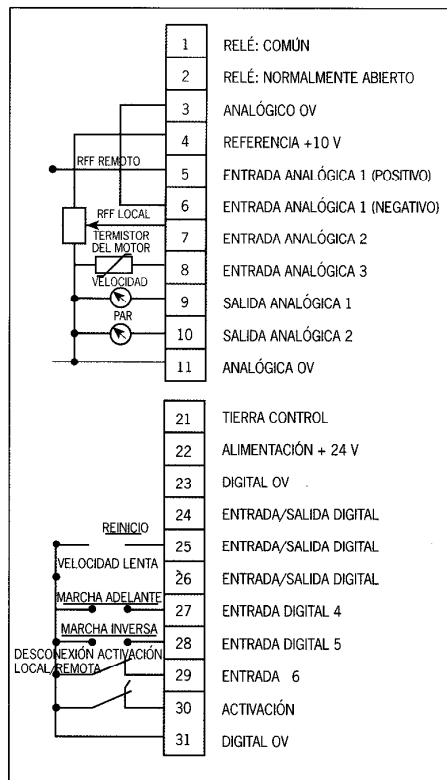 1 RELÉ: COMÚN
2 RELÉ: NORMALMENTE ABIERTO
3 ANALÓGICO 0V
4 REFERENCIA +10 V
RFF REMOTO
5 ENTRADA ANALÓGICA 1 (POSITIVO)
6 ENTRADA ANALÓGICA 1 (NEGATIVO)
RFF LOCAL
7 ENTRADA ANALÓGICA 2
TERMISTOR
DEL MOTOR
8 ENTRADA ANALÓGICA 3
VELOCIDAD
9 SALIDA ANALÓGICA 1
PAR
10 SALIDA ANALÓGICA 2
11 ANALÓGICA 0V
21 TIERRA CONTROL
22 ALIMENTACIÓN + 24 V
23 DIGITAL 0V
24 ENTRADA/SALIDA DIGITAL
REINICIO
25 ENTRADA/SALIDA DIGITAL
VELOCIDAD LENTA
26 ENTRADA/SALIDA DIGITAL
MARCHA ADELANTE
27 ENTRADA DIGITAL 4
MARCHA INVERSA
28 ENTRADA DIGITAL 5
DESCONEXIÓN ACTIVACIÓN
LOCAL/REMOTA
29 ENTRADA 6
30 ACTIVACIÓN
31 DIGITAL 0V